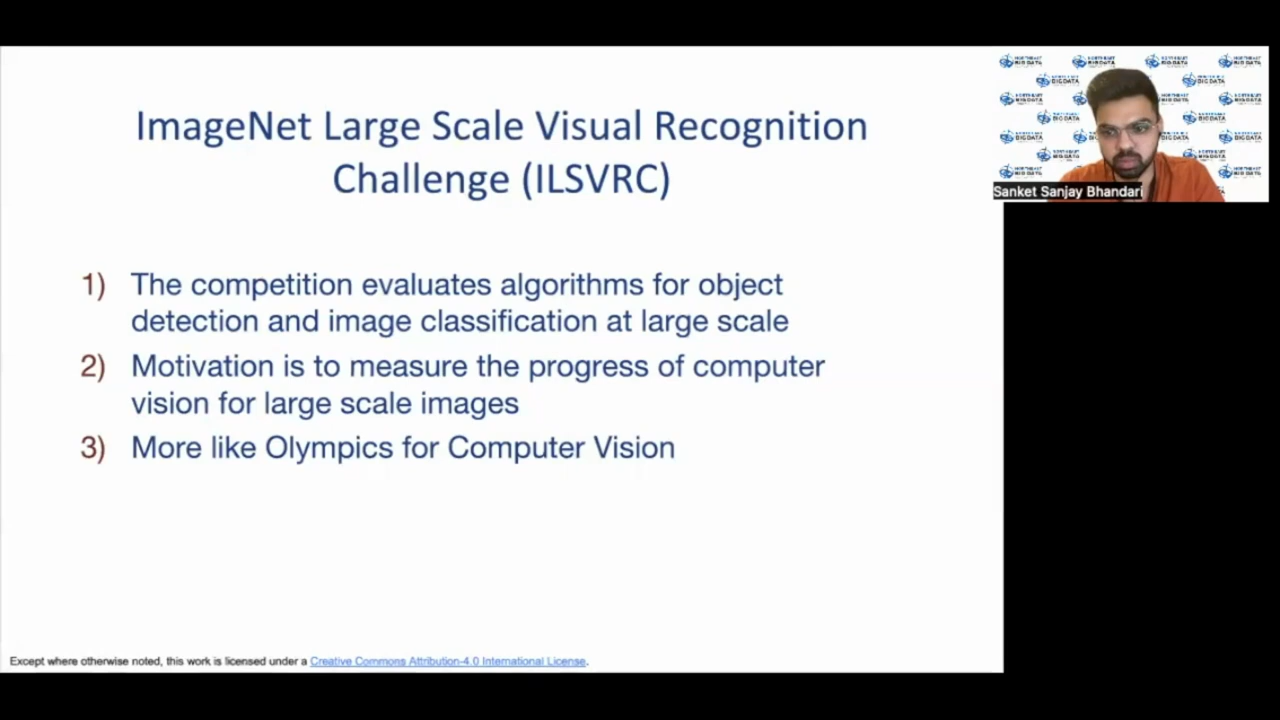 ImageNet Large Scale Visual Recognition
Challenge (ILSVRC)
1) The competition evaluates algorithms for object
detection and image classification at large scale
2) Motivation is to measure the progress of computer
vision for large scale images
3) More like Olympics for Computer Vision
Except where otherwise noted, this work is licensed under a Creative Commons Attribution-4.0 International License.
NORTHEAST
BIG DATA
Sanket Sanjay Bhandari